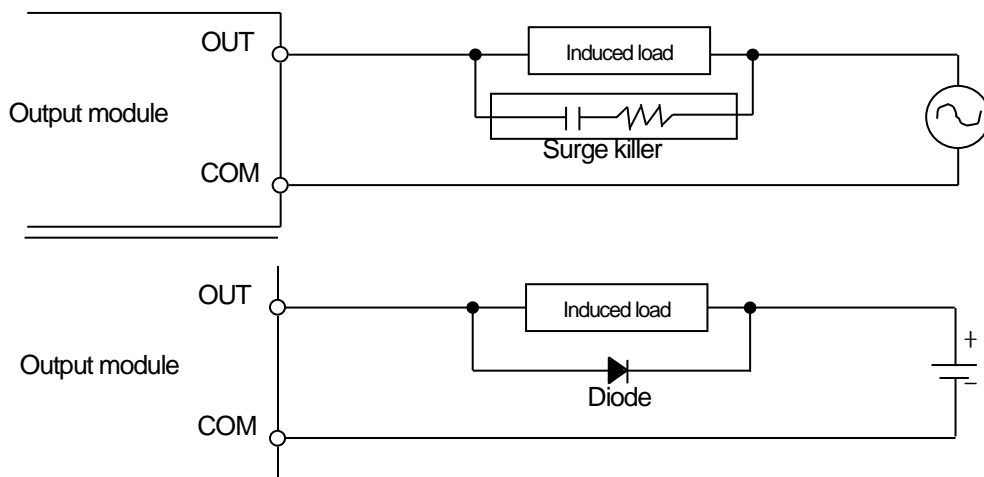 OUT
Induced load
Output module
Surge killer
COM
OUT
Induced load
+
Output module
−
Diode
COM